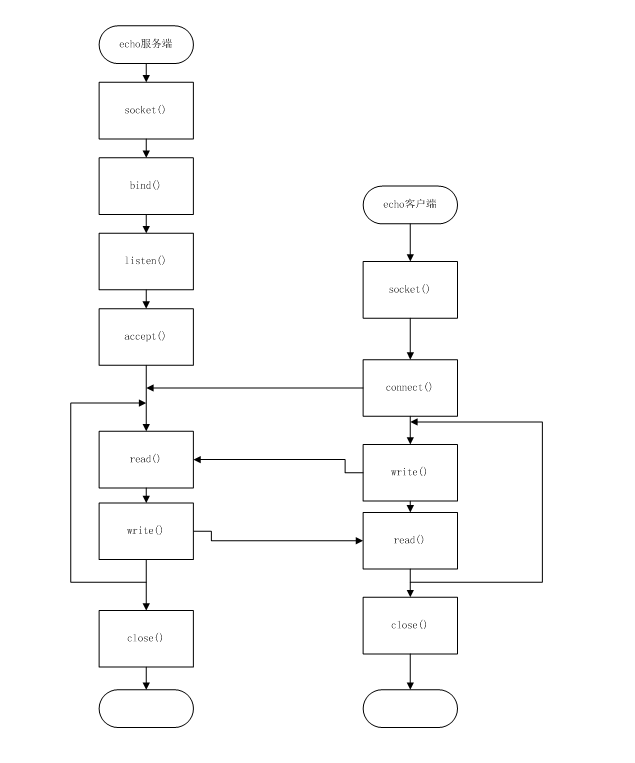 echo服务端
socket()
bind()
listen()
accept()
read()
write()
close()
echo客户端
socket()
connect()
write()
read()
close()